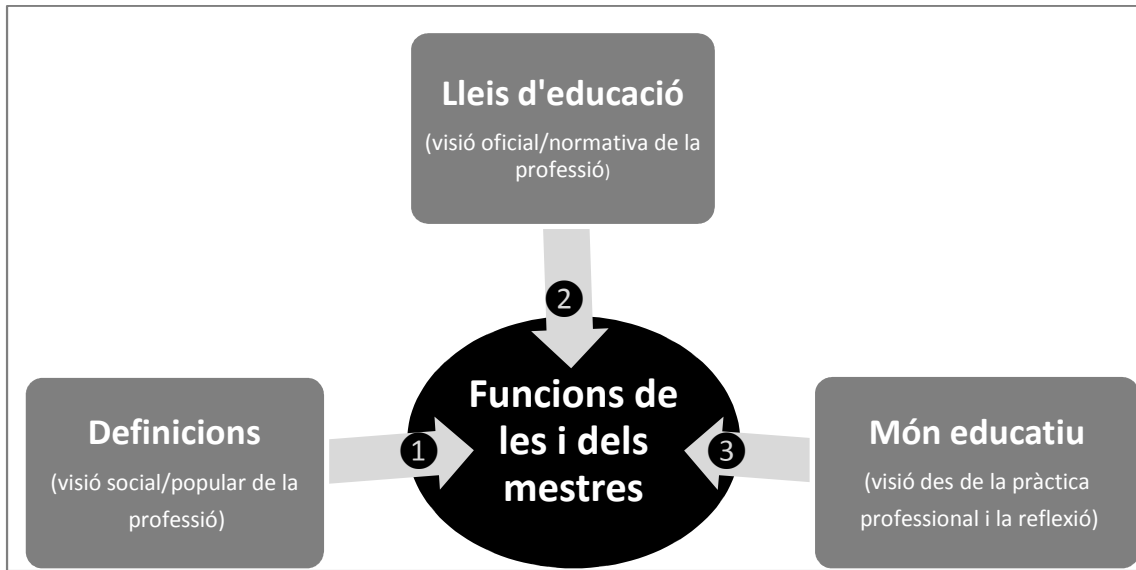 Lleis d'educació
(visió oficial/normativa de la
professió)
2
Funcions de
les i dels
mestres
Definicions
(visió social/popular de la
professió)
1
3
Món educatiu
(visió des de la pràctica
professional i la reflexió)